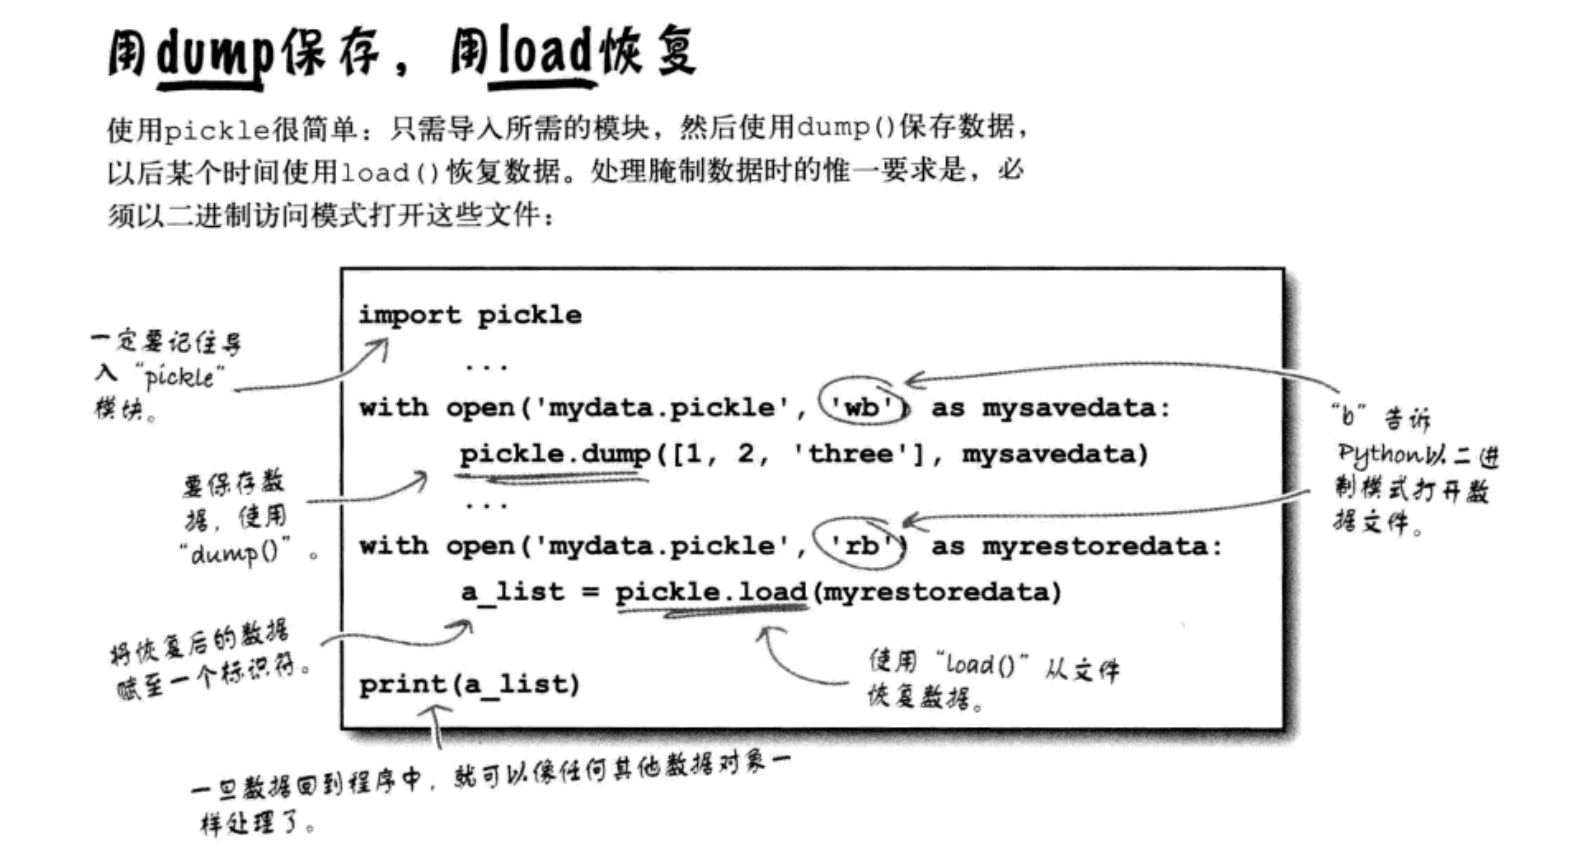 用dump保存，用load恢复
使用pickle很简单：只需导入所需的模块，然后使用dump()保存数据，
以后某个时间使用load()恢复数据。处理腌制数据时的惟一要求是，必
须以二进制访问模式打开这些文件：
import pickle
一定要记住导
入“pickle”
模块。
...
with open('mydata.pickle', 'wb') as mysavedata:
“b”告诉
Python以二进
制模式打开数
据文件。
pickle.dump([1, 2, 'three'], mysavedata)
要保存数
据，使用
“dump()”。
...
with open('mydata.pickle', 'rb') as myrestoredata:
a_list = pickle.load(myrestoredata)
将恢复后的数据
赋至一个标识符。
使用“load()”从文件
恢复数据。
print(a_list)
一旦数据回到程序中，就可以像任何其他数据对象一
样处理了。